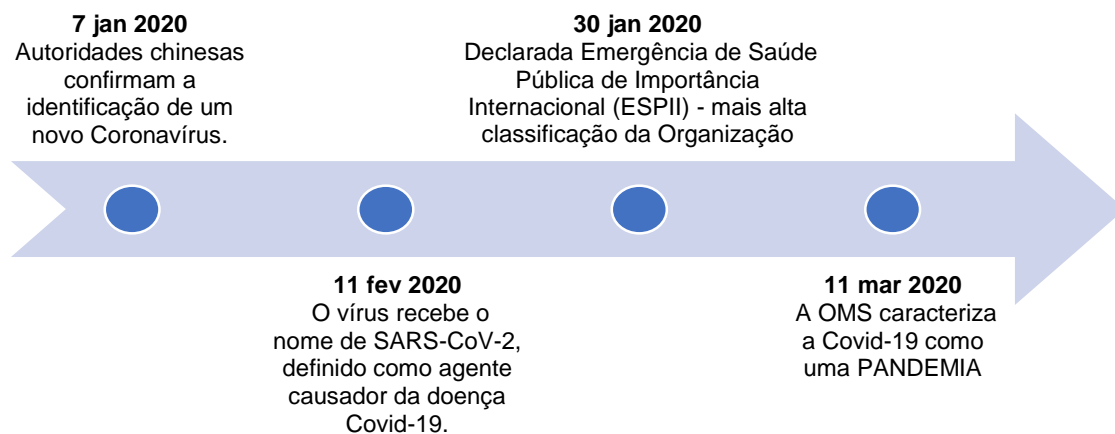 7 jan 2020
Autoridades chinesas
confirmam a
identificação de um
novo Coronavírus.
11 fev 2020
O vírus recebe o
nome de SARS-CoV-2,
definido como agente
causador da doença
Covid-19.
30 jan 2020
Declarada Emergência de Saúde
Pública de Importância
Internacional (ESPII) - mais alta
classificação da Organização
11 mar 2020
A OMS caracteriza
a Covid-19 como
uma PANDEMIA